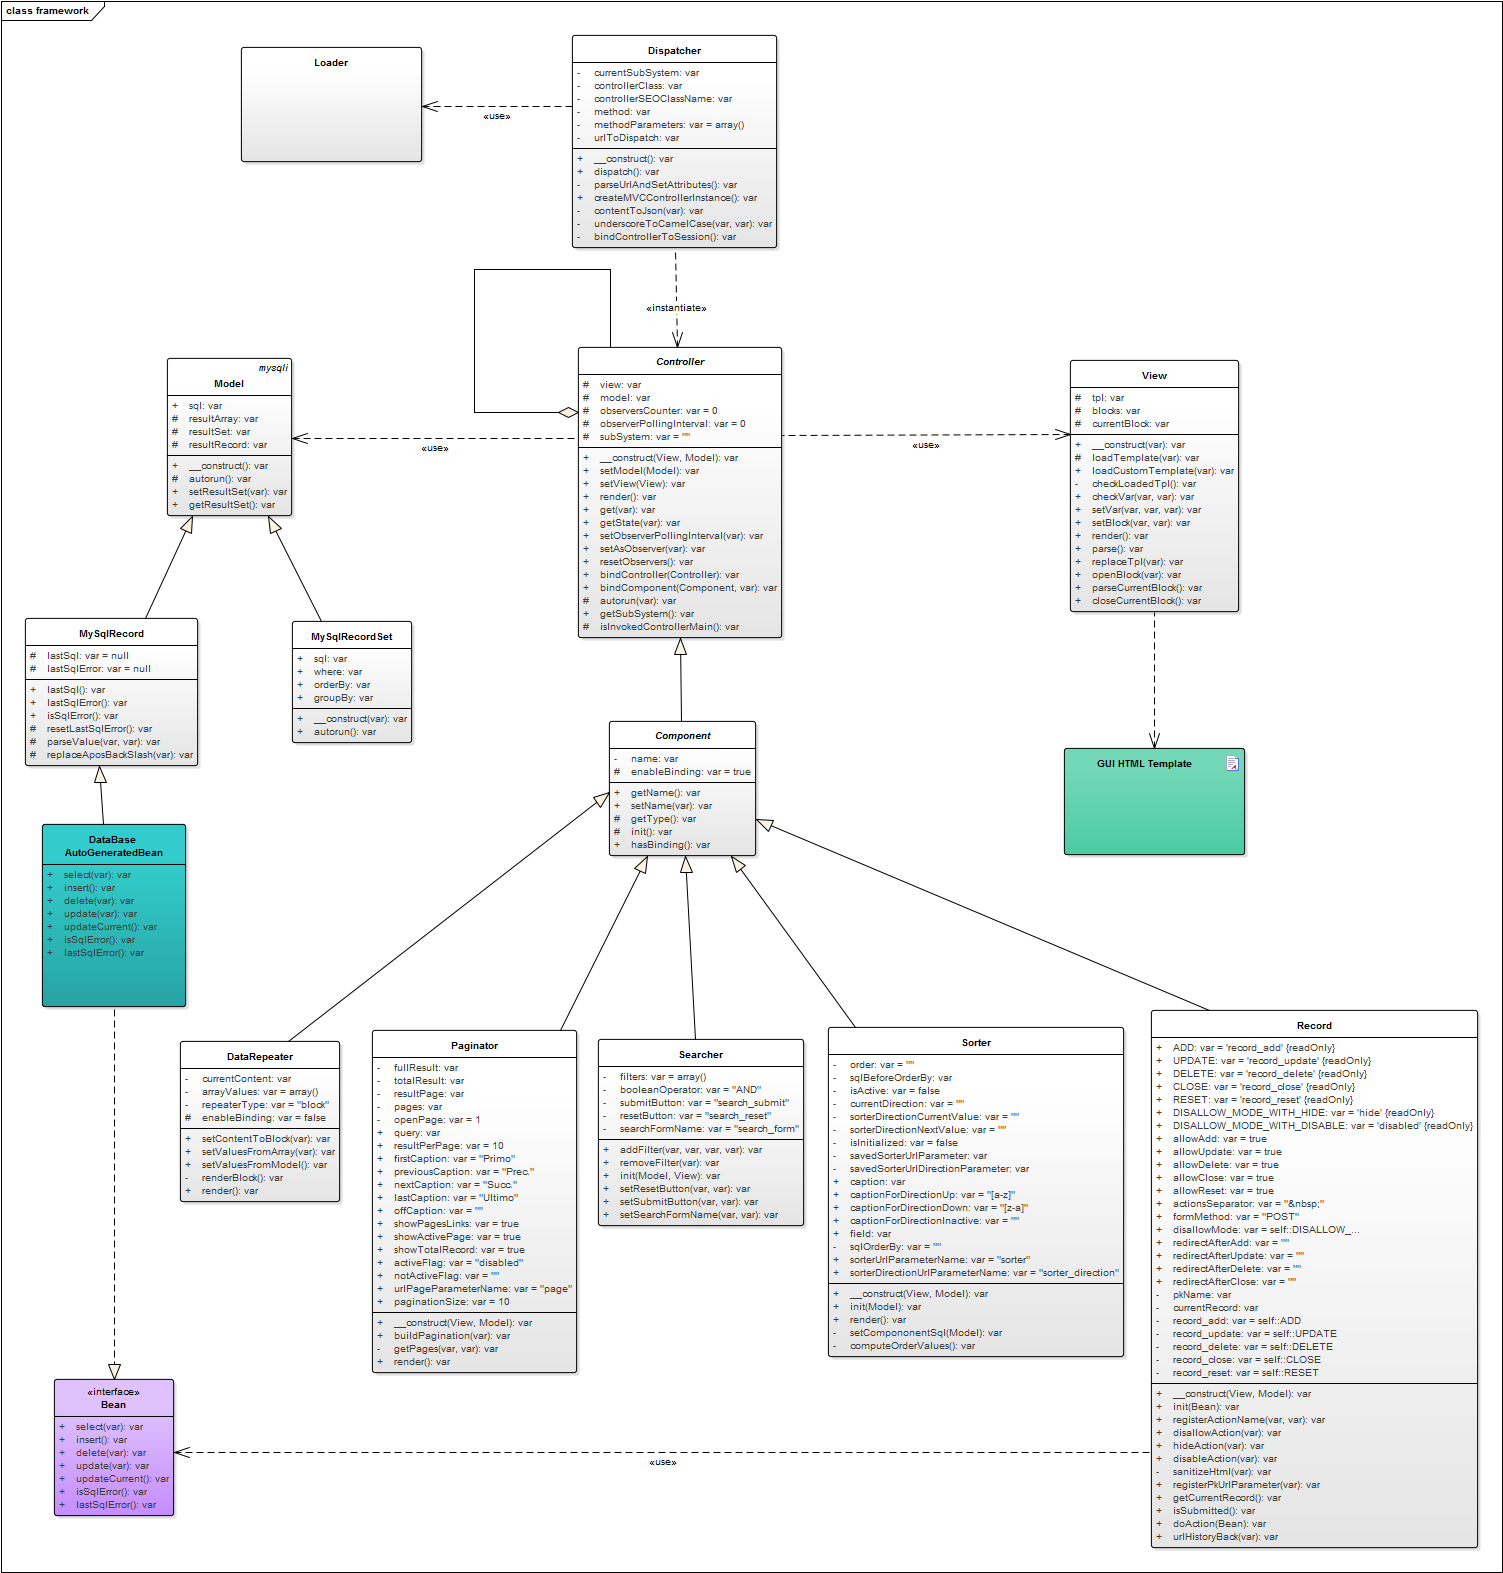 class framework
Loader
Dispatcher
- currentSubSystem: var
- controllerClass: var
- controllerSEOClassName: var
- method: var
- methodParameters: var = array()
- urlToDispatch: var
+ __construct(): var
+ dispatch(): var
- parseUrlAndSetAttributes(): var
+ createMVCControllerInstance(): var
- contentToJson(var): var
- underscoreToCamelCase(var, var): var
- bindControllerToSession(): var
«use»
«instantiate»
mysqli
Model
+ sql: var
# resultArray: var
# resultSet: var
# resultRecord: var
+ __construct(): var
# autorun(): var
+ setResultSet(var): var
+ getResultSet(): var
«use»
Controller
# view: var
# model: var
# observersCounter: var = 0
# observerPollingInterval: var = 0
# subSystem: var = ""
+ __construct(View, Model): var
+ setModel(Model): var
+ setView(View): var
+ render(): var
+ get(var): var
+ getState(var): var
+ setObserverPollingInterval(var): var
+ setAsObserver(var): var
+ resetObservers(): var
+ bindController(Controller): var
+ bindComponent(Component, var): var
# autorun(var): var
+ getSubSystem(): var
# isInvokedControllerMain(): var
«use»
View
# tpl: var
# blocks: var
# currentBlock: var
+ __construct(var): var
# loadTemplate(var): var
+ loadCustomTemplate(var): var
- checkLoadedTpl(): var
+ checkVar(var, var): var
+ setVar(var, var, var): var
+ setBlock(var, var): var
+ render(): var
+ parse(): var
+ replaceTpl(var): var
+ openBlock(var): var
+ parseCurrentBlock(): var
+ closeCurrentBlock(): var
MySqlRecord
# lastSql: var = null
# lastSqlError: var = null
+ lastSql(): var
+ lastSqlError(): var
+ isSqlError(): var
# resetLastSqlError(): var
# parseValue(var, var): var
# replaceAposBackSlash(var): var
MySqlRecordSet
+ sql: var
+ where: var
+ orderBy: var
+ groupBy: var
+ __construct(var): var
+ autorun(): var
Component
- name: var
# enableBinding: var = true
+ getName(): var
+ setName(var): var
# getType(): var
# init(): var
+ hasBinding(): var
GUI HTML Template
DataBase
AutoGeneratedBean
+ select(var): var
+ insert(): var
+ delete(var): var
+ update(var): var
+ updateCurrent(): var
+ isSqlError(): var
+ lastSqlError(): var
DataRepeater
- currentContent: var
- arrayValues: var = array()
- repeaterType: var = "block"
# enableBinding: var = false
+ setContentToBlock(var): var
+ setValuesFromArray(var): var
+ setValuesFromModel(): var
- renderBlock(): var
+ render(): var
Paginator
- fullResult: var
- totalResult: var
- resultPage: var
- pages: var
- openPage: var = 1
+ query: var
+ resultPerPage: var = 10
+ firstCaption: var = "Primo"
+ previousCaption: var = "Prec."
+ nextCaption: var = "Succ."
+ lastCaption: var = "Ultimo"
+ offCaption: var = ""
+ showPagesLinks: var = true
+ showActivePage: var = true
+ showTotalRecord: var = true
+ activeFlag: var = "disabled"
+ notActiveFlag: var = ""
+ urlPageParameterName: var = "page"
+ paginationSize: var = 10
+ __construct(View, Model): var
+ buildPagination(var): var
- getPages(var, var): var
+ render(): var
Searcher
- filters: var = array()
- booleanOperator: var = "AND"
- submitButton: var = "search_submit"
- resetButton: var = "search_reset"
- searchFormName: var = "search_form"
+ addFilter(var, var, var, var): var
+ removeFilter(var): var
+ init(Model, View): var
+ setResetButton(var, var): var
+ setSubmitButton(var, var): var
+ setSearchFormName(var, var): var
Sorter
- order: var = ""
- sqlBeforeOrderBy: var
- isActive: var = false
- currentDirection: var = ""
- sorterDirectionCurrentValue: var = ""
- sorterDirectionNextValue: var = ""
- isInitialized: var = false
- savedSorterUrlParameter: var
- savedSorterUrlDirectionParameter: var
+ caption: var
+ captionForDirectionUp: var = "[a-z]"
+ captionForDirectionDown: var = "[z-a]"
+ captionForDirectionInactive: var = ""
+ field: var
- sqlOrderBy: var = ""
+ sorterUrlParameterName: var = "sorter"
+ sorterDirectionUrlParameterName: var = "sorter_direction"
+ __construct(View, Model): var
+ init(Model): var
+ render(): var
- setCompononentSql(Model): var
- computeOrderValues(): var
Record
+ ADD: var = 'record_add' {readOnly}
+ UPDATE: var = 'record_update' {readOnly}
+ DELETE: var = 'record_delete' {readOnly}
+ CLOSE: var = 'record_close' {readOnly}
+ RESET: var = 'record_reset' {readOnly}
+ DISALLOW_MODE_WITH_HIDE: var = 'hide' {readOnly}
+ DISALLOW_MODE_WITH_DISABLE: var = 'disabled' {readOnly}
+ allowAdd: var = true
+ allowUpdate: var = true
+ allowDelete: var = true
+ allowClose: var = true
+ allowReset: var = true
+ actionsSeparator: var = "&nbsp;"
+ formMethod: var = "POST"
+ disallowMode: var = self::DISALLOW_...
+ redirectAfterAdd: var = ""
+ redirectAfterUpdate: var = ""
+ redirectAfterDelete: var = ""
+ redirectAfterClose: var = ""
- pkName: var
- currentRecord: var
- record_add: var = self::ADD
- record_update: var = self::UPDATE
- record_delete: var = self::DELETE
- record_close: var = self::CLOSE
- record_reset: var = self::RESET
+ __construct(View, Model): var
+ init(Bean): var
+ registerActionName(var, var): var
+ disallowAction(var): var
+ hideAction(var): var
+ disableAction(var): var
- sanitizeHtml(var): var
+ registerPkUrlParameter(var): var
+ getCurrentRecord(): var
+ isSubmitted(): var
+ doAction(Bean): var
+ urlHistoryBack(var): var
«interface»
Bean
+ select(var): var
+ insert(): var
+ delete(var): var
+ update(var): var
+ updateCurrent(): var
+ isSqlError(): var
+ lastSqlError(): var
«use»